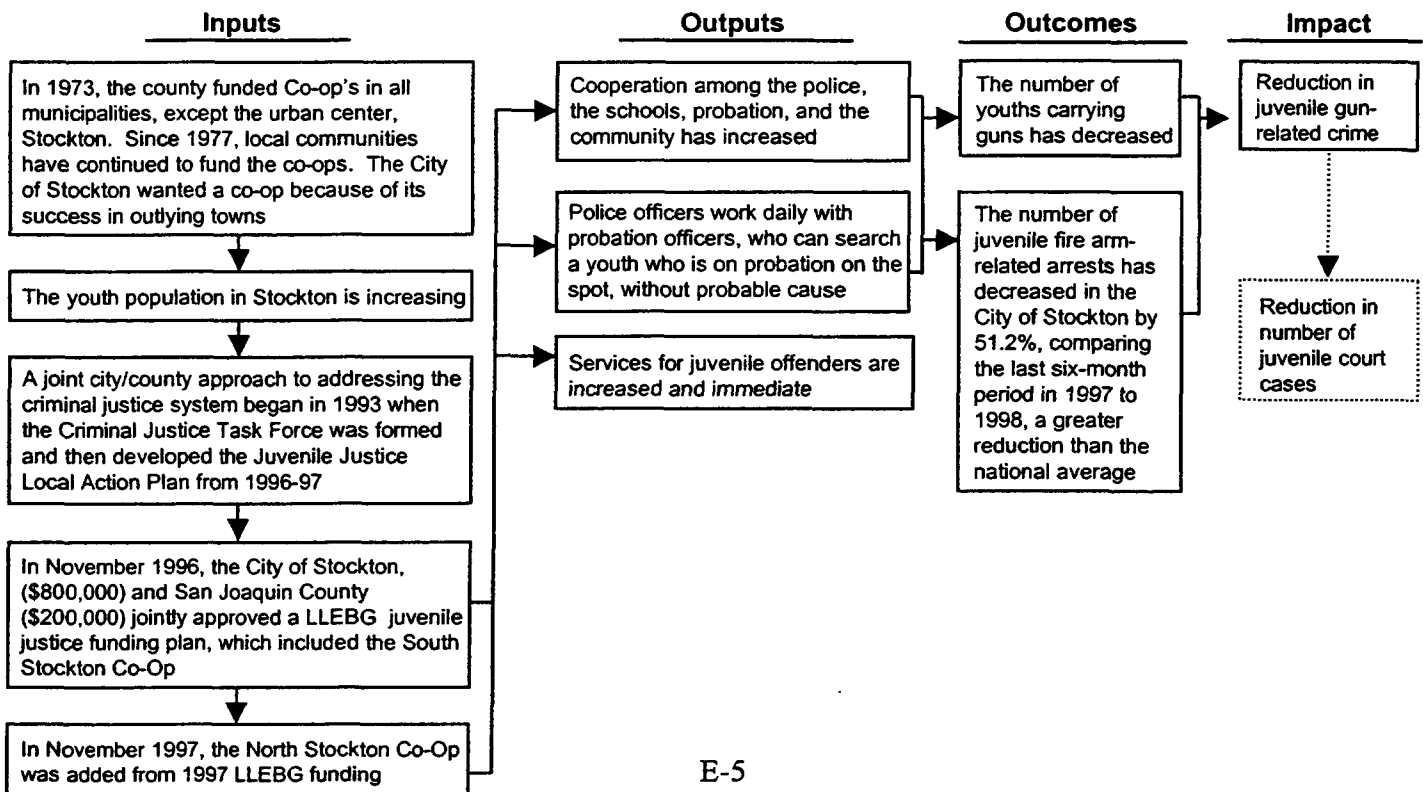 Inputs
In 1973, the county funded Co-op's in all
municipalities, except the urban center,
Stockton. Since 1977, local communities
have continued to fund the co-ops. The City
of Stockton wanted a co-op because of its
success in outlying towns
The youth population in Stockton is increasing
A joint city/county approach to addressing the
criminal justice system began in 1993 when
the Criminal Justice Task Force was formed
and then developed the Juvenile Justice
Local Action Plan from 1996-97
In November 1996, the City of Stockton,
($800,000) and San Joaquin County
($200,000) jointly approved a LLEBG juvenile
justice funding plan, which included the South
Stockton Co-Op
In November 1997, the North Stockton Co-Op
was added from 1997 LLEBG funding
Outputs
Cooperation among the police,
the schools, probation, and the
community has increased
Police officers work daily with
probation officers, who can search
a youth who is on probation on the
spot, without probable cause
Services for juvenile offenders are
increased and immediate
Outcomes
The number of
youths carrying
guns has decreased
The number of
juvenile fire arm-
related arrests has
decreased in the
City of Stockton by
51.2%, comparing
the last six-month
period in 1997 to
1998, a greater
reduction than the
national average
Impact
Reduction in
juvenile gun-
related crime
Reduction in
number of
juvenile court
cases
E-5